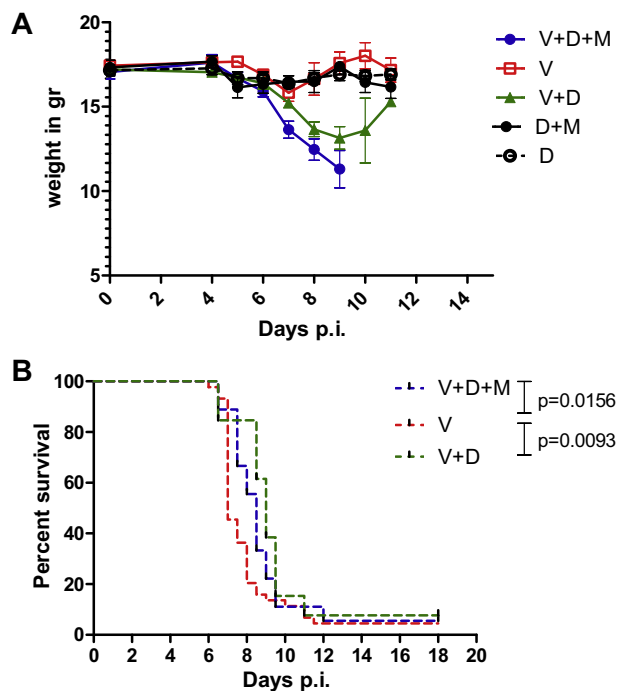 A
weight in gr
20
15
10
5
0
2
4
6
8
10
12
14
Days p.i.
V+D+M
V
V+D
D+M
D
B
Percent survival
100
80
60
40
20
0
0
2
4
6
8
10
12
14
16
18
20
Days p.i.
V+D+M
V
V+D
p=0.0156
p=0.0093